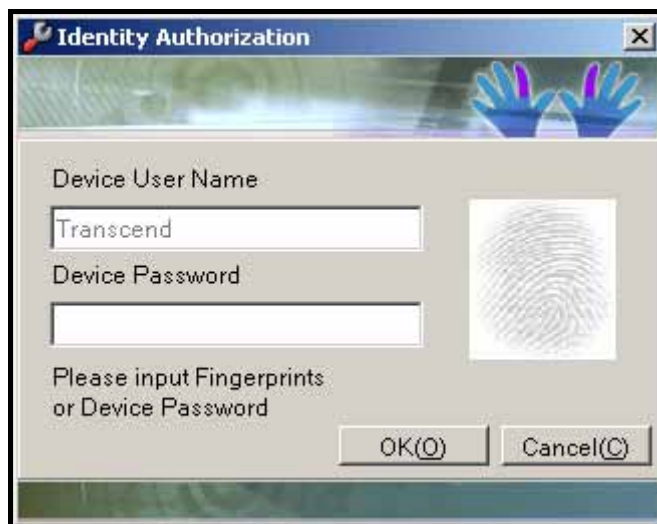 Identity Authorization
Device User Name
Transcend
Device Password
Please input Fingerprints
or Device Password
OK(O) Cancel(C)